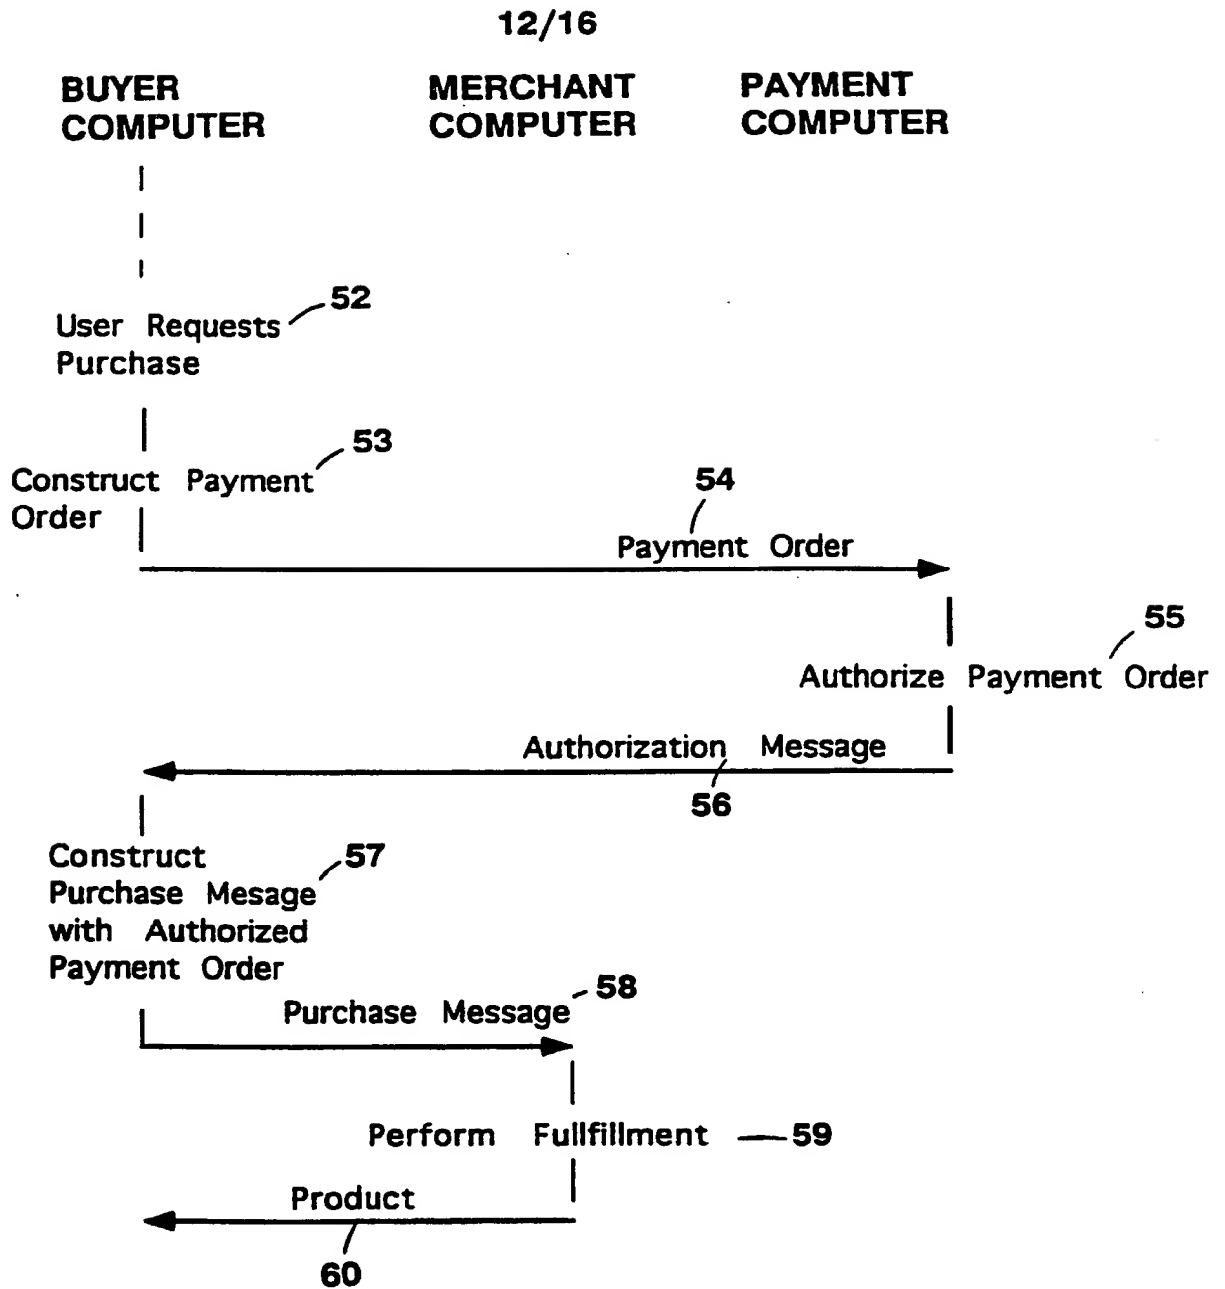 12/16
BUYER
COMPUTER
MERCHANT
COMPUTER
PAYMENT
COMPUTER
52
User Requests
Purchase
53
Construct Payment
Order
54
Payment Order
55
Authorize Payment Order
Authorization Message
56
Construct
57
Purchase Mesage
with Authorized
Payment Order
58
Purchase Message
Perform Fullfillment
59
Product
60